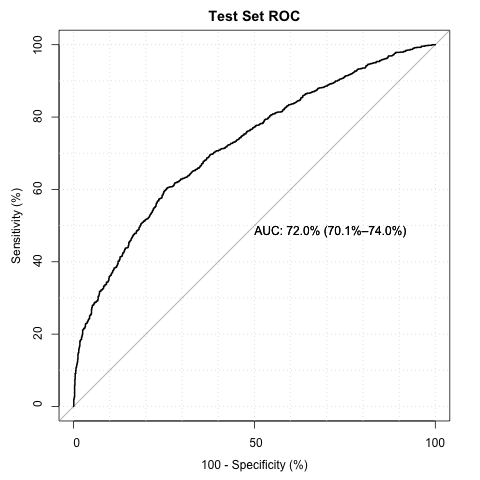 Test Set ROC
100
80
60
40
20
0
Sensitivity (%)
AUC: 72.0% (70.1%–74.0%)
0 50 100
100 - Specificity (%)